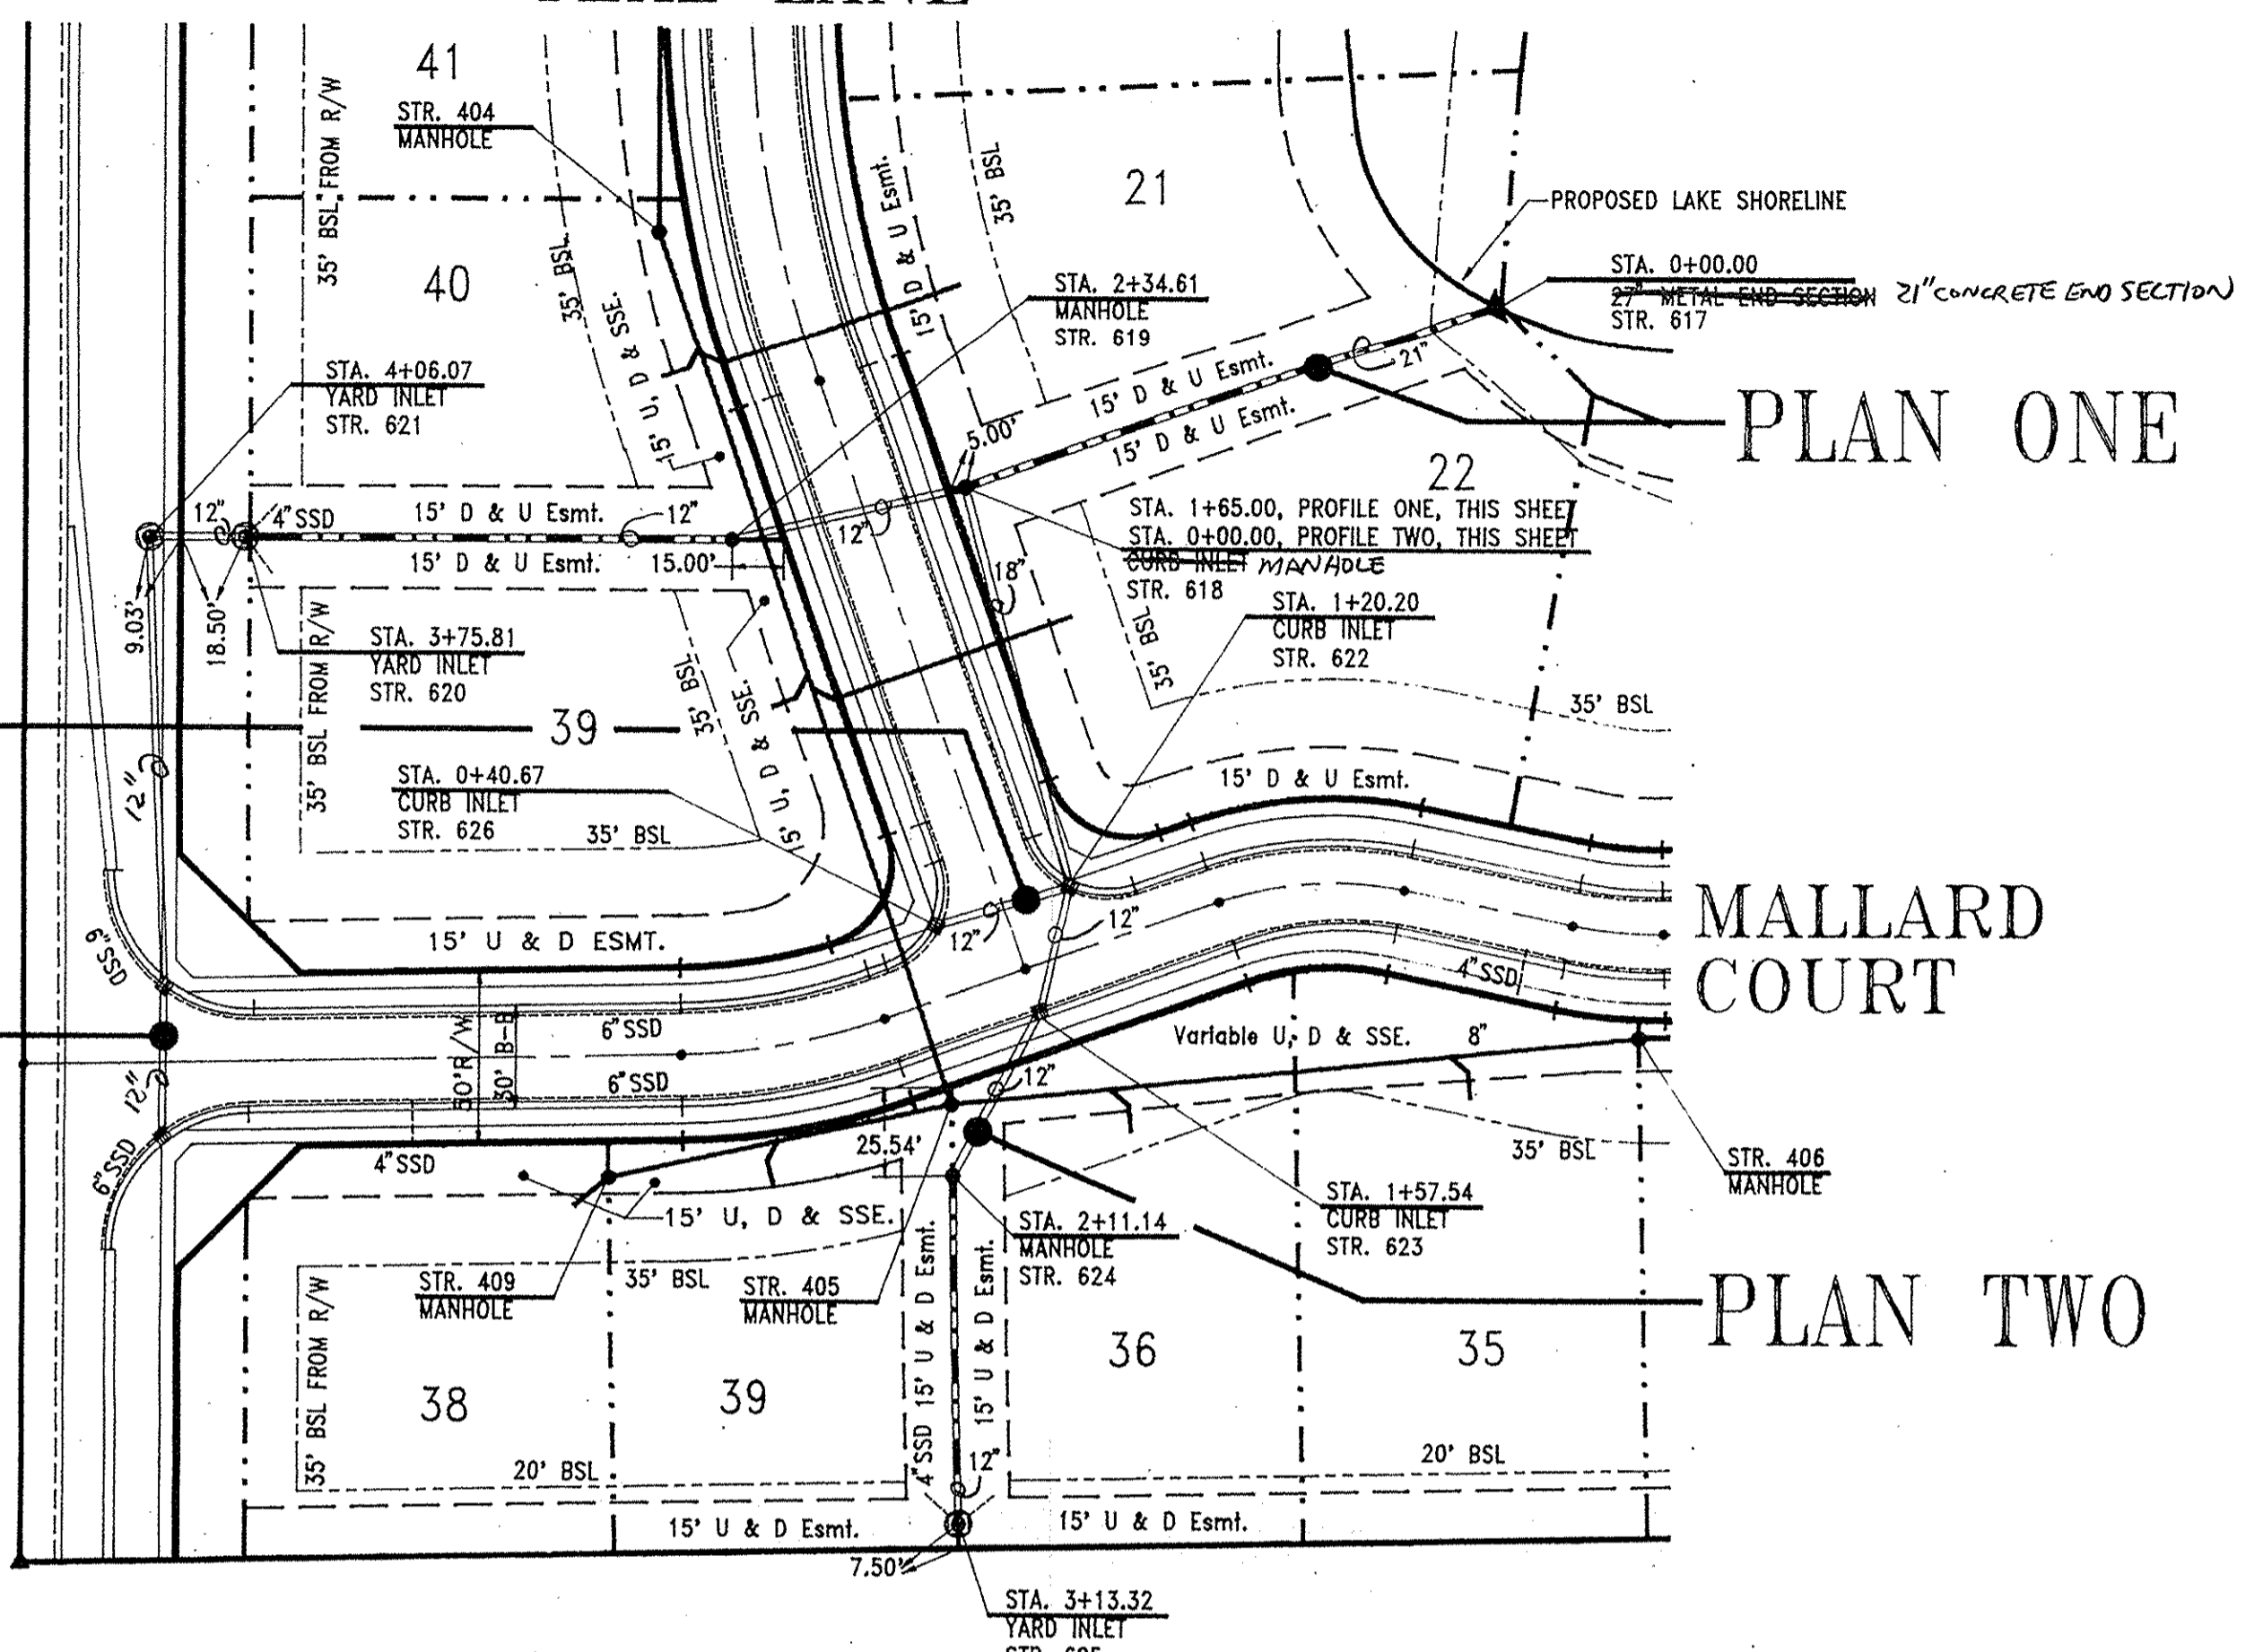 41
STR. 404
MANHOLE
35' BSL FROM R/W
40
35' BSL
15' U, D & SSE.
15' D & U Esmt.
35' BSL
21
PROPOSED LAKE SHORELINE
STA. 0+00.00
27" METAL END SECTION 21" CONCRETE END SECTION
STR. 617
STA. 2+34.61
MANHOLE
STR. 619
STA. 4+06.07
YARD INLET
STR. 621
21"
15' D & U Esmt.
15' D & U Esmt.
5.00'
PLAN ONE
22
12"
4"SSD
15' D & U Esmt.
12"
12"
15' D & U Esmt.
15.00'
STA. 1+65.00, PROFILE ONE, THIS SHEET
STA. 0+00.00, PROFILE TWO, THIS SHEET
CURB INLET MANHOLE
STR. 618
18"
9.03'
18.50'
STA. 3+75.81
YARD INLET
STR. 620
35' BSL FROM R/W
35' BSL
15' U, D & SSE.
15' U, D & SSE.
35' BSL
STA. 1+20.20
CURB INLET
STR. 622
35' BSL
39
12"
STA. 0+40.67
CURB INLET
STR. 626
35' BSL
15' D & U Esmt.
15' U & D ESMT.
12"
12"
MALLARD
COURT
6"SSD
6"SSD
50'R/W
30' B-B
6"SSD
12"
6"SSD
4"SSD
4"SSD
Variable U, D & SSE.
8"
12"
25.54'
35' BSL
STR. 406
MANHOLE
15' U, D & SSE.
STA. 2+11.14
MANHOLE
STR. 624
STA. 1+57.54
CURB INLET
STR. 623
STR. 409
MANHOLE
35' BSL
STR. 405
MANHOLE
35' BSL FROM R/W
4"SSD
15' U & D Esmt.
15' U & D Esmt.
PLAN TWO
38
39
36
35
20' BSL
12"
20' BSL
15' U & D Esmt.
15' U & D Esmt.
7.50'
STA. 3+13.32
YARD INLET